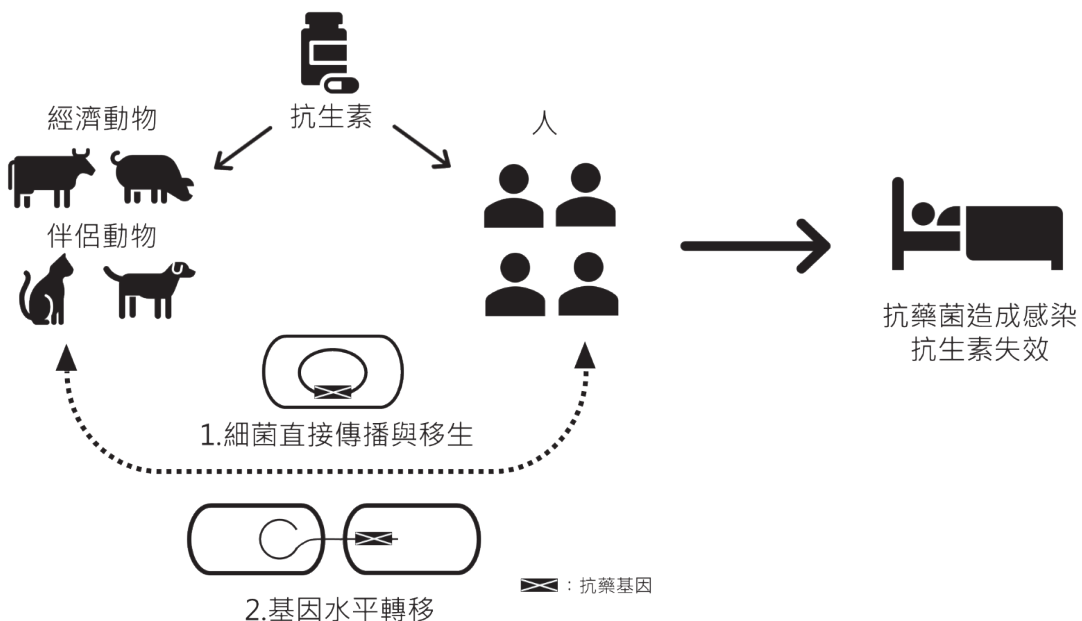 抗生素
經濟動物
人
伴侶動物
抗藥菌造成感染
抗生素失效
1.細菌直接傳播與移生
：抗藥基因
2.基因水平轉移